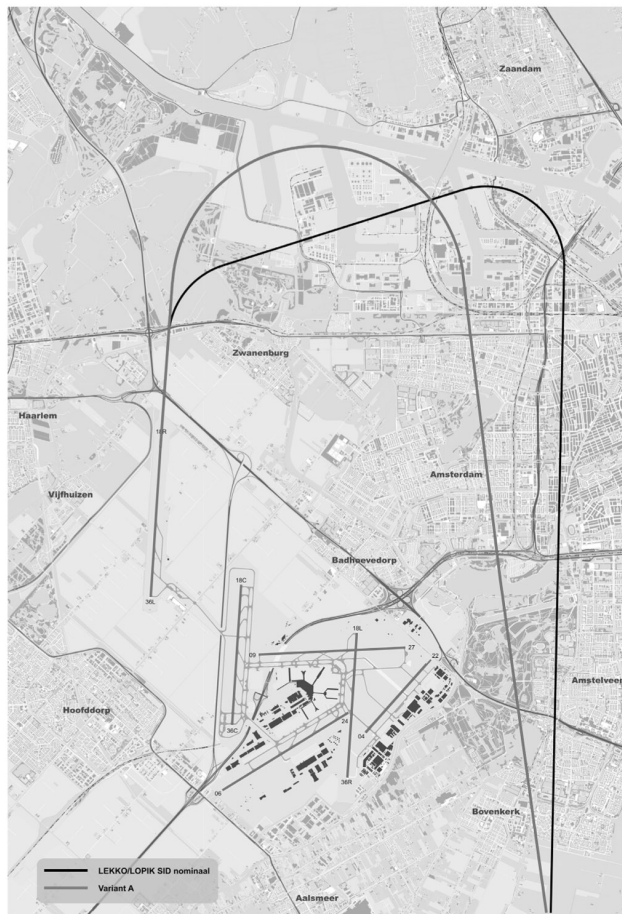 Zaandam
Zwanenburg
Haarlem
18R
Amsterdam
Vijfhuizen
Badhoevedorp
18C
36L
18L
09
27
22
Amstelveen
Hoofddorp
24
36C
04
36R
06
Bovenkerk
LEKKO/LOPIK SID nominaal
Variant A
Aalsmeer